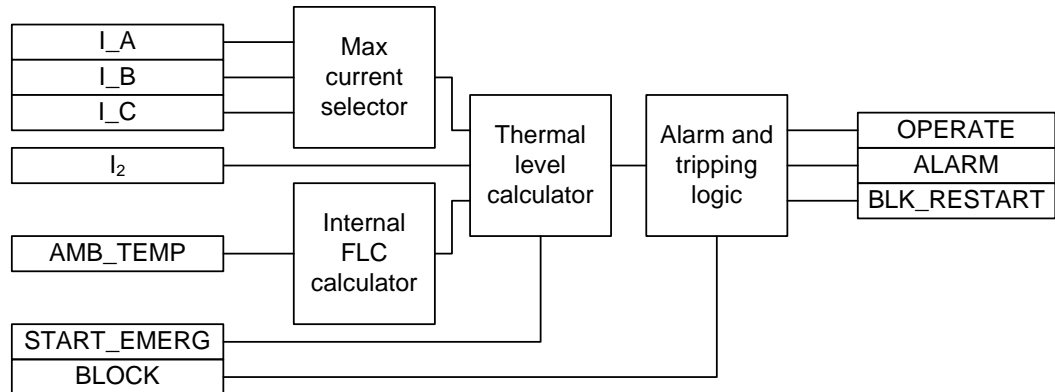 I_A
I_B
I_C
I₂
AMB_TEMP
START_EMERG
BLOCK
Max
current
selector
Internal
FLC
calculator
Thermal
level
calculator
Alarm and
tripping
logic
OPERATE
ALARM
BLK_RESTART